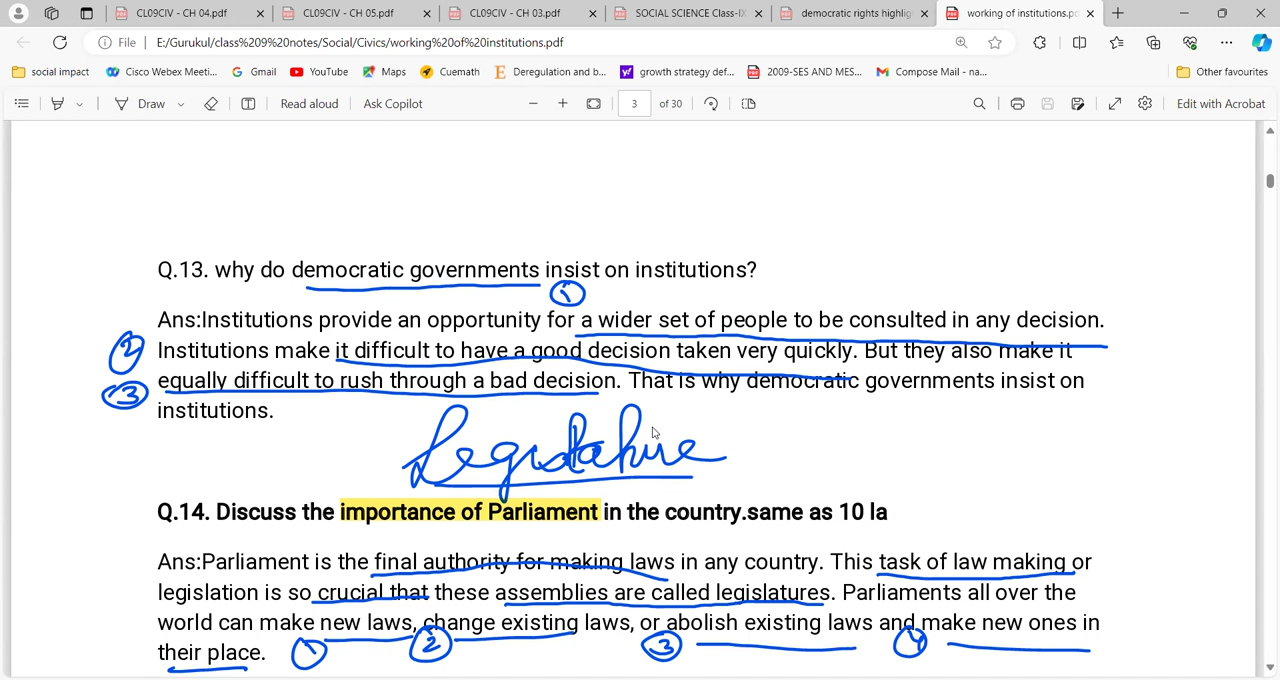 CL09CIV - CH 04.pdf CL09CIV - CH 05.pdf CL09CIV - CH 03.pdf SOCIAL SCIENCE Class-IX democratic rights highlig working of institutions.pd
File E:/Gurukul/class%209%20notes/Social/Civics/working%20of%20institutions.pdf
social impact Cisco Webex Meeti... Gmail YouTube Maps Cuemath Deregulation and b... growth strategy def... 2009-SES AND MES... Compose Mail - na... Other favourites
Draw Read aloud Ask Copilot 3 of 30 Edit with Acrobat
Q.13. why do democratic governments insist on institutions?
1
Ans:Institutions provide an opportunity for a wider set of people to be consulted in any decision.
2 Institutions make it difficult to have a good decision taken very quickly. But they also make it
3 equally difficult to rush through a bad decision. That is why democratic governments insist on
institutions.
Legislature
Q.14. Discuss the importance of Parliament in the country.same as 10 la
Ans:Parliament is the final authority for making laws in any country. This task of law making or
legislation is so crucial that these assemblies are called legislatures. Parliaments all over the
world can make new laws, change existing laws, or abolish existing laws and make new ones in
their place. 1 2 3 4